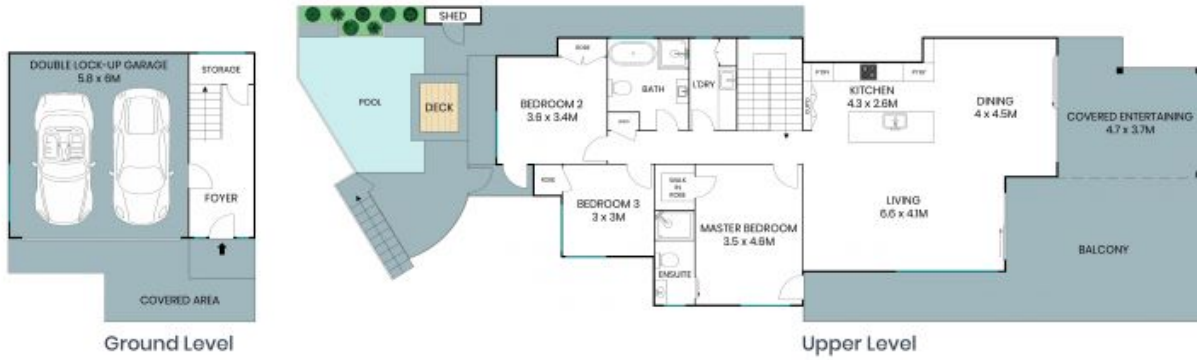 DOUBLE LOCK-UP GARAGE
5.8 x 6M
STORAGE
FOYER
COVERED AREA
Ground Level
SHED
POOL
DECK
ROBE
BEDROOM 2
3.6 x 3.4M
BATH
L'DRY
ROBE
BEDROOM 3
3 x 3M
WALK
IN
ROBE
MASTER BEDROOM
3.5 x 4.6M
ENSUITE
P'TRY
KITCHEN
4.3 x 2.6M
DINING
4 x 4.5M
LIVING
6.6 x 4.1M
COVERED ENTERTAINING
4.7 x 3.7M
BALCONY
Upper Level